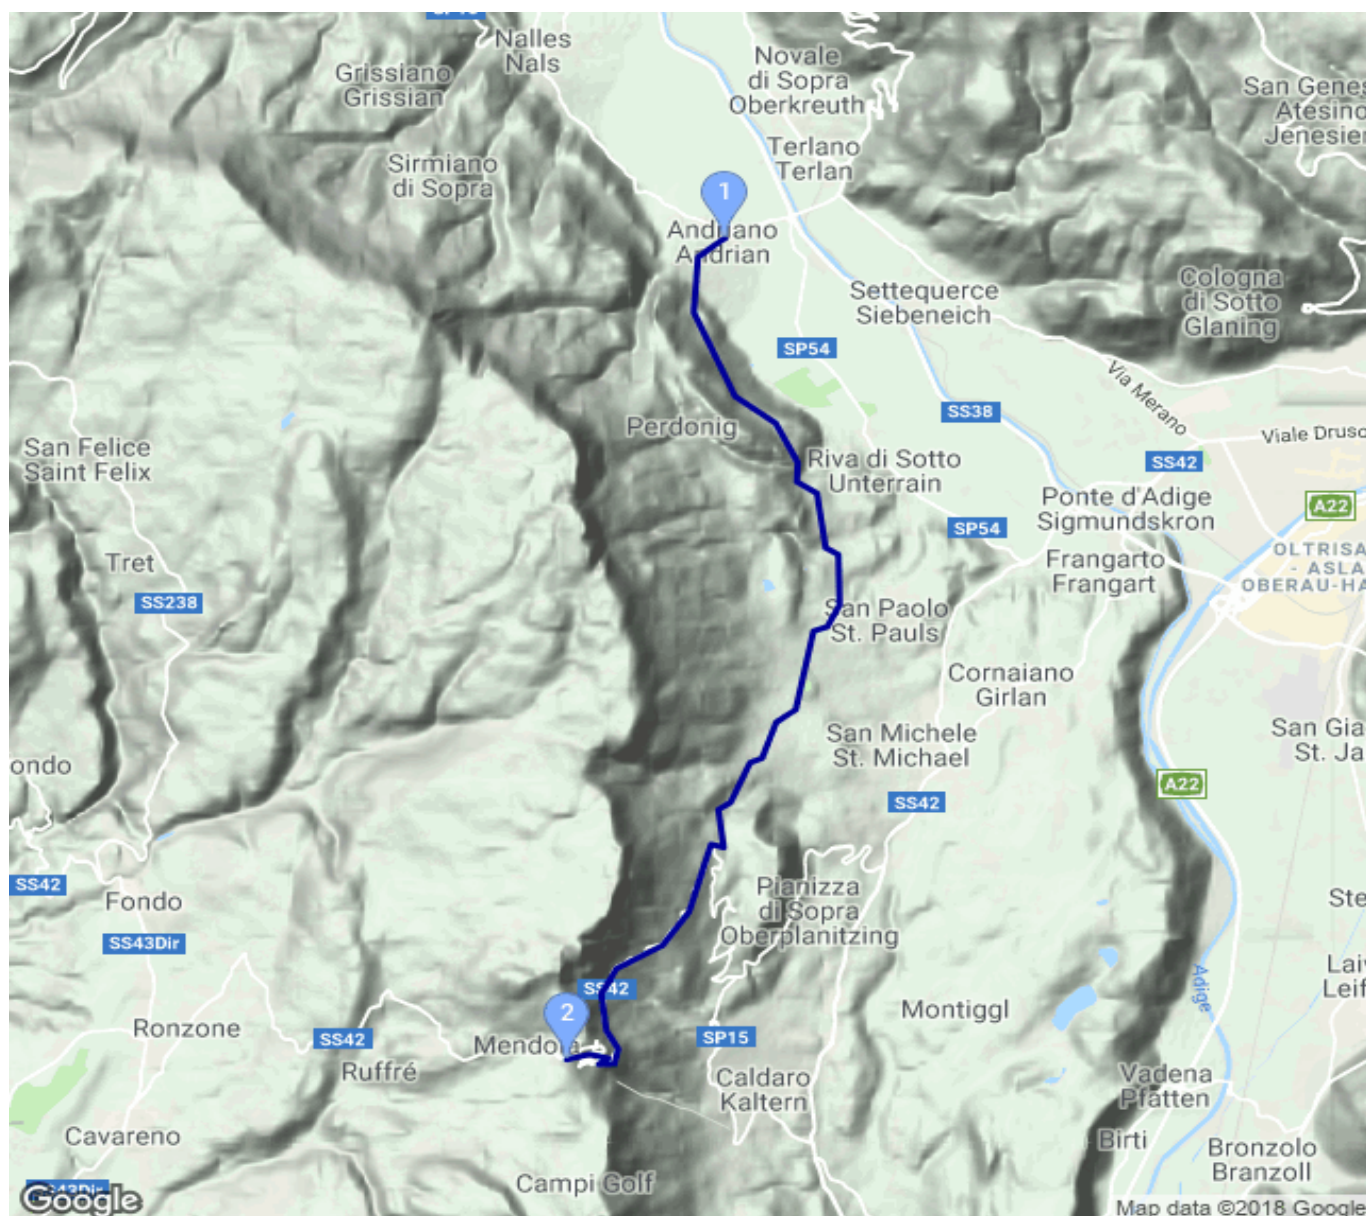 Nalles
Nals
Novale
di Sopra
Oberkreuth
Grissiano
Grissian
San Genes
Atesino
Jenesien
Terlano
Terlan
Sirmiano
di Sopra
1
Andriano
Andrian
Settequerce
Siebeneich
Cologna
di Sotto
Glaning
SP54
Via Merano
SS38
Perdonig
Viale Drusc
San Felice
Saint Felix
Riva di Sotto
Unterrain
SS42
Ponte d'Adige
Sigmundskron
A22
SP54
Tret
Frangarto
Frangart
OLTRISA
- ASLA
OBERAU-HA
SS238
San Paolo
St. Pauls
Cornaiano
Girlan
San Michele
St. Michael
San Gia
St. Ja
ondo
A22
SS42
SS42
Fondo
Pianizza
di Sopra
Oberplanitzing
Ste
SS43Dir
Laiv
Leif
Adige
SS42
2
Montiggl
Ronzone
SS42
Mendola
SP15
Ruffré
Caldaro
Kaltern
Vadena
Pfatten
Cavareno
Birti
Bronzolo
Branzoll
Campi Golf
SS43Dir
Google
Map data ©2018 Google